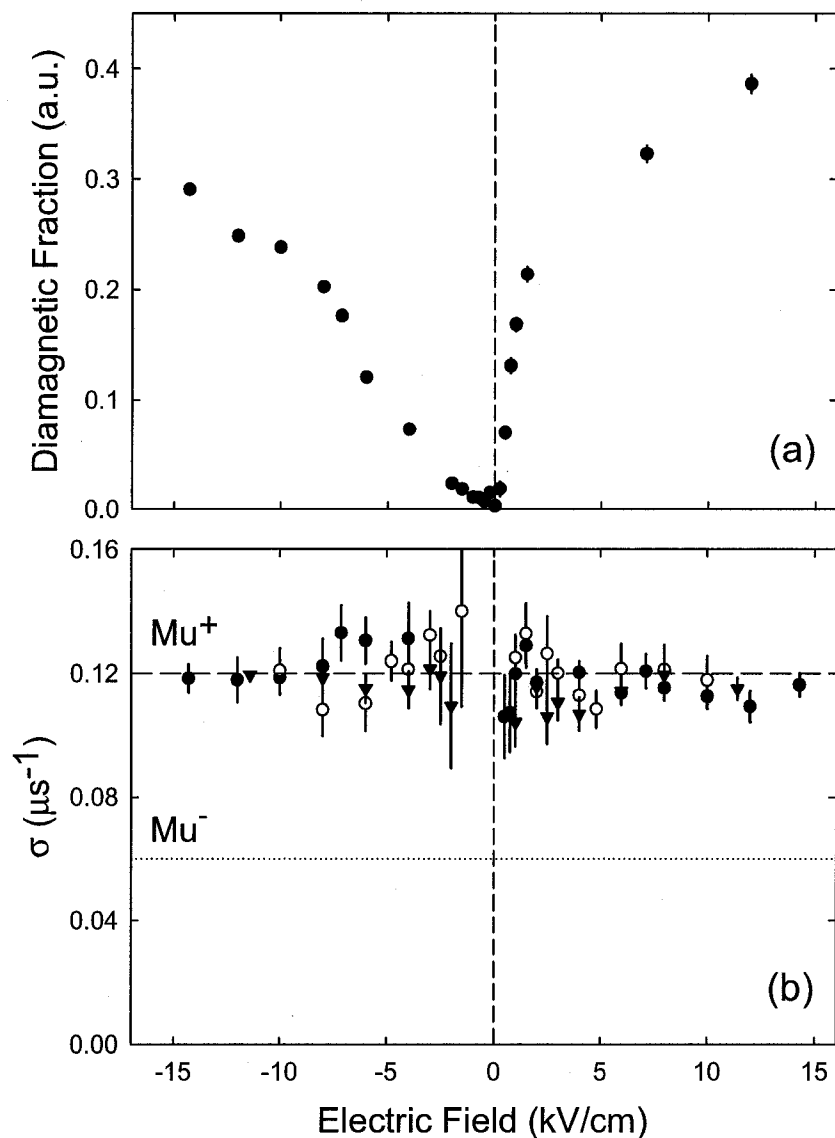 Diamagnetic Fraction (a.u.)
0.4
0.3
0.2
0.1
0.0
(a)
σ (μs⁻¹)
0.16
0.12
0.08
0.04
0.00
Mu⁺
Mu⁻
(b)
-15 -10 -5 0 5 10 15
Electric Field (kV/cm)